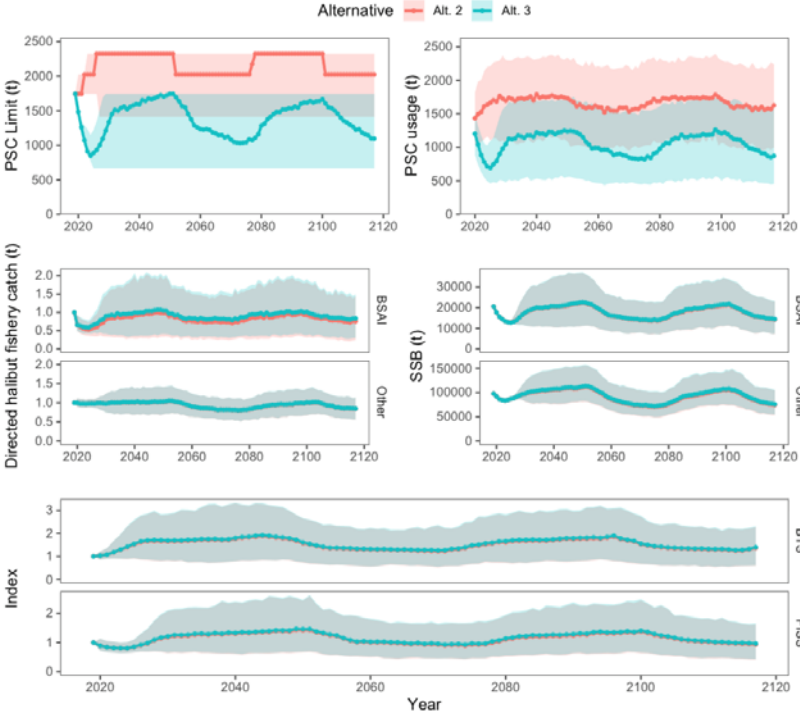 Alternative Alt. 2 Alt. 3
PSC Limit (t)
2500
2000
1500
1000
500
0
2020 2040 2060 2080 2100 2120
PSC usage (t)
2500
2000
1500
1000
500
0
2020 2040 2060 2080 2100 2120
Directed halibut fishery catch (t)
2.0
1.5
1.0
0.5
0.0
BSAI
2.0
1.5
1.0
0.5
0.0
Other
2020 2040 2060 2080 2100 2120
SSB (t)
30000
20000
10000
0
150000
100000
50000
0
2020 2040 2060 2080 2100 2120
Index
3
2
1
0
2
1
0
2020 2040 2060 2080 2100 2120
Year